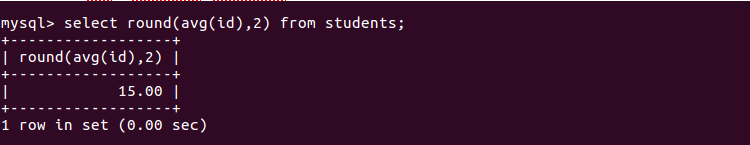 mysql> select round(avg(id),2) from students;
+------------------+
| round(avg(id),2) |
+------------------+
|            15.00 |
+------------------+
1 row in set (0.00 sec)